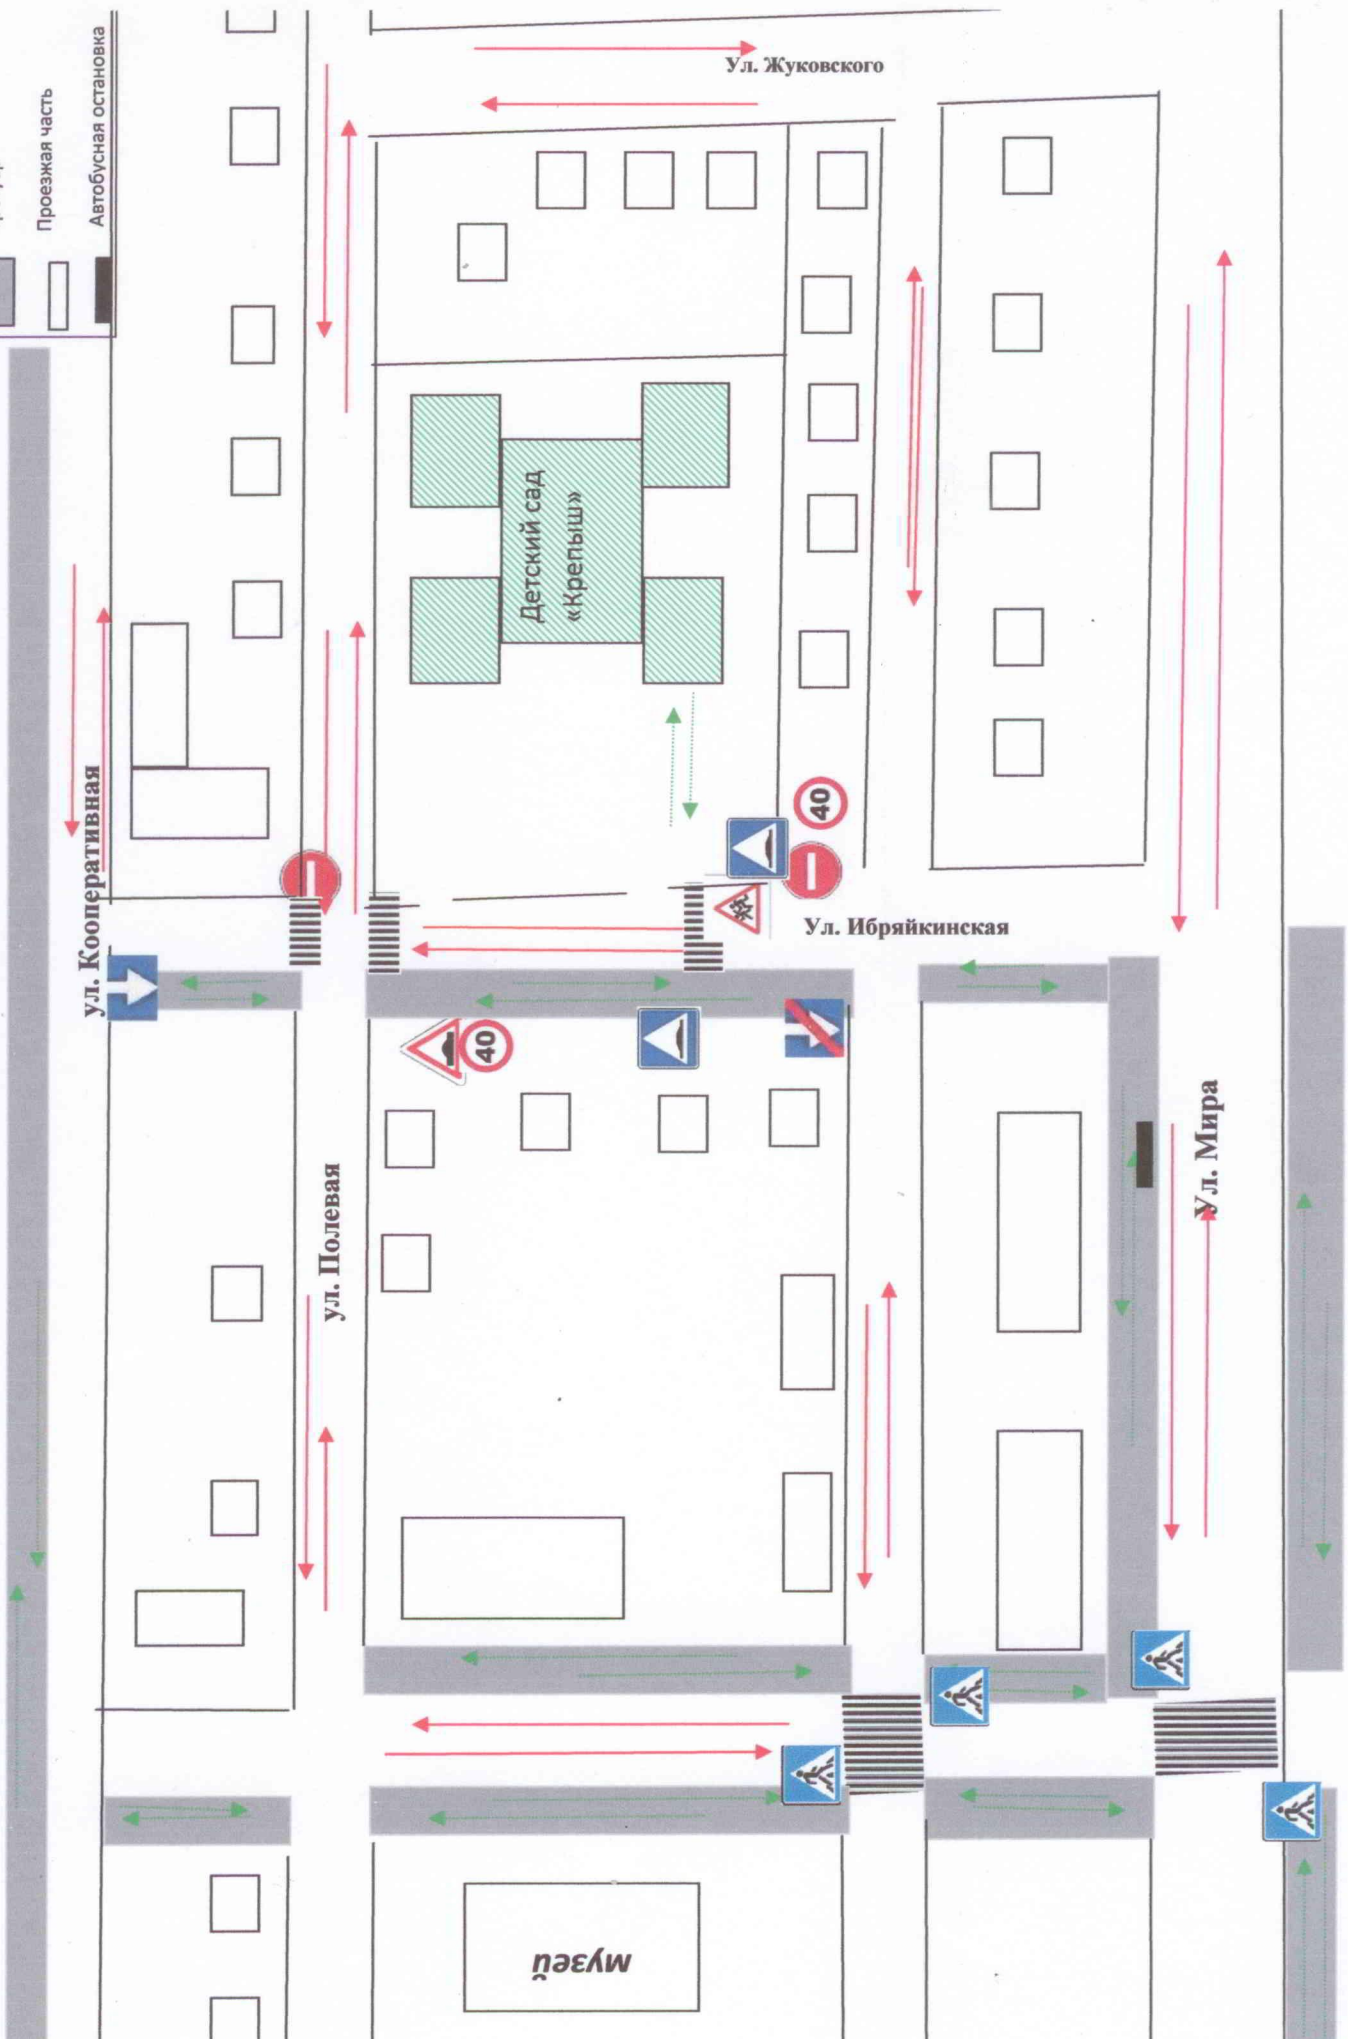 Проезжая часть
Автобусная остановка
Ул. Жуковского
Детский сад
«Крепыш»
40
ул. Кооперативная
Ул. Ибряйкинская
40
ул. Полевая
Ул. Мира
музей